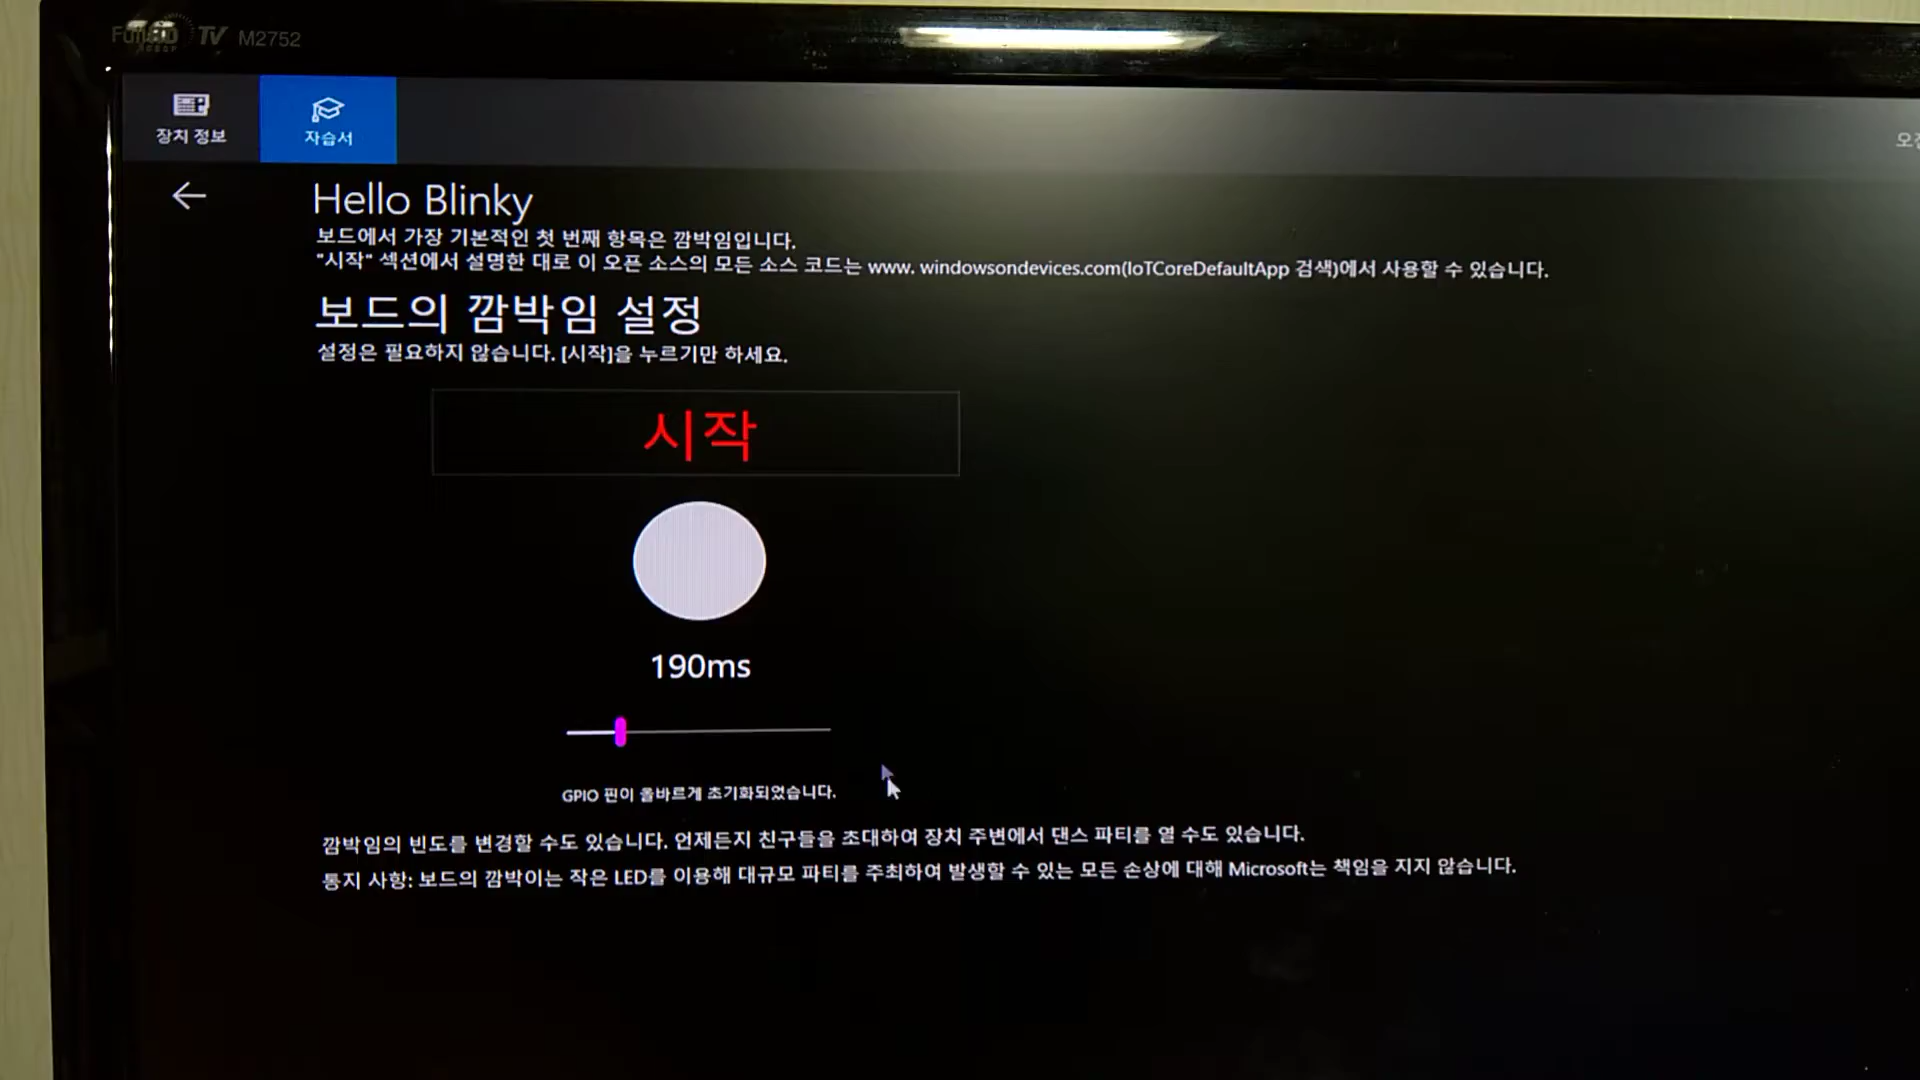 Full HD TV M2752
장치 정보
자습서
Hello Blinky
보드에서 가장 기본적인 첫 번째 항목은 깜박임입니다.
"시작" 섹션에서 설명한 대로 이 오픈 소스의 모든 소스 코드는 www. windowsondevices.com(IoTCoreDefaultApp 검색)에서 사용할 수 있습니다.
보드의 깜박임 설정
설정은 필요하지 않습니다. [시작]을 누르기만 하세요.
시작
190ms
GPIO 핀이 올바르게 초기화되었습니다.
깜박임의 빈도를 변경할 수도 있습니다. 언제든지 친구들을 초대하여 장치 주변에서 댄스 파티를 열 수도 있습니다.
통지 사항: 보드의 깜박이는 작은 LED를 이용해 대규모 파티를 주최하여 발생할 수 있는 모든 손상에 대해 Microsoft는 책임을 지지 않습니다.